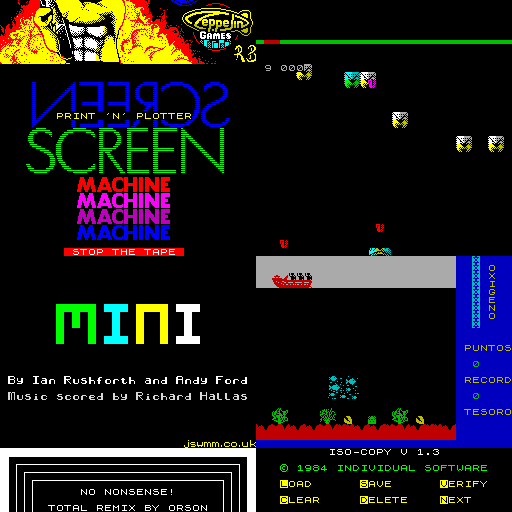 Zeppelin
GAMES
SCREEN
PRINT 'N' PLOTTER
SCREEN
MACHINE
MACHINE
MACHINE
MACHINE
STOP THE TAPE
MINI
By Ian Rushforth and Andy Ford
Music scored by Richard Hallas
jswmm.co.uk
NO NONSENSE!
TOTAL REMIX BY ORSON
9 000
OXIGENO
PUNTOS
0
RECORD
0
TESORO
ISO-COPY V 1.3
© 1984 INDIVIDUAL SOFTWARE
LOAD SAVE VERIFY
CLEAR DELETE NEXT